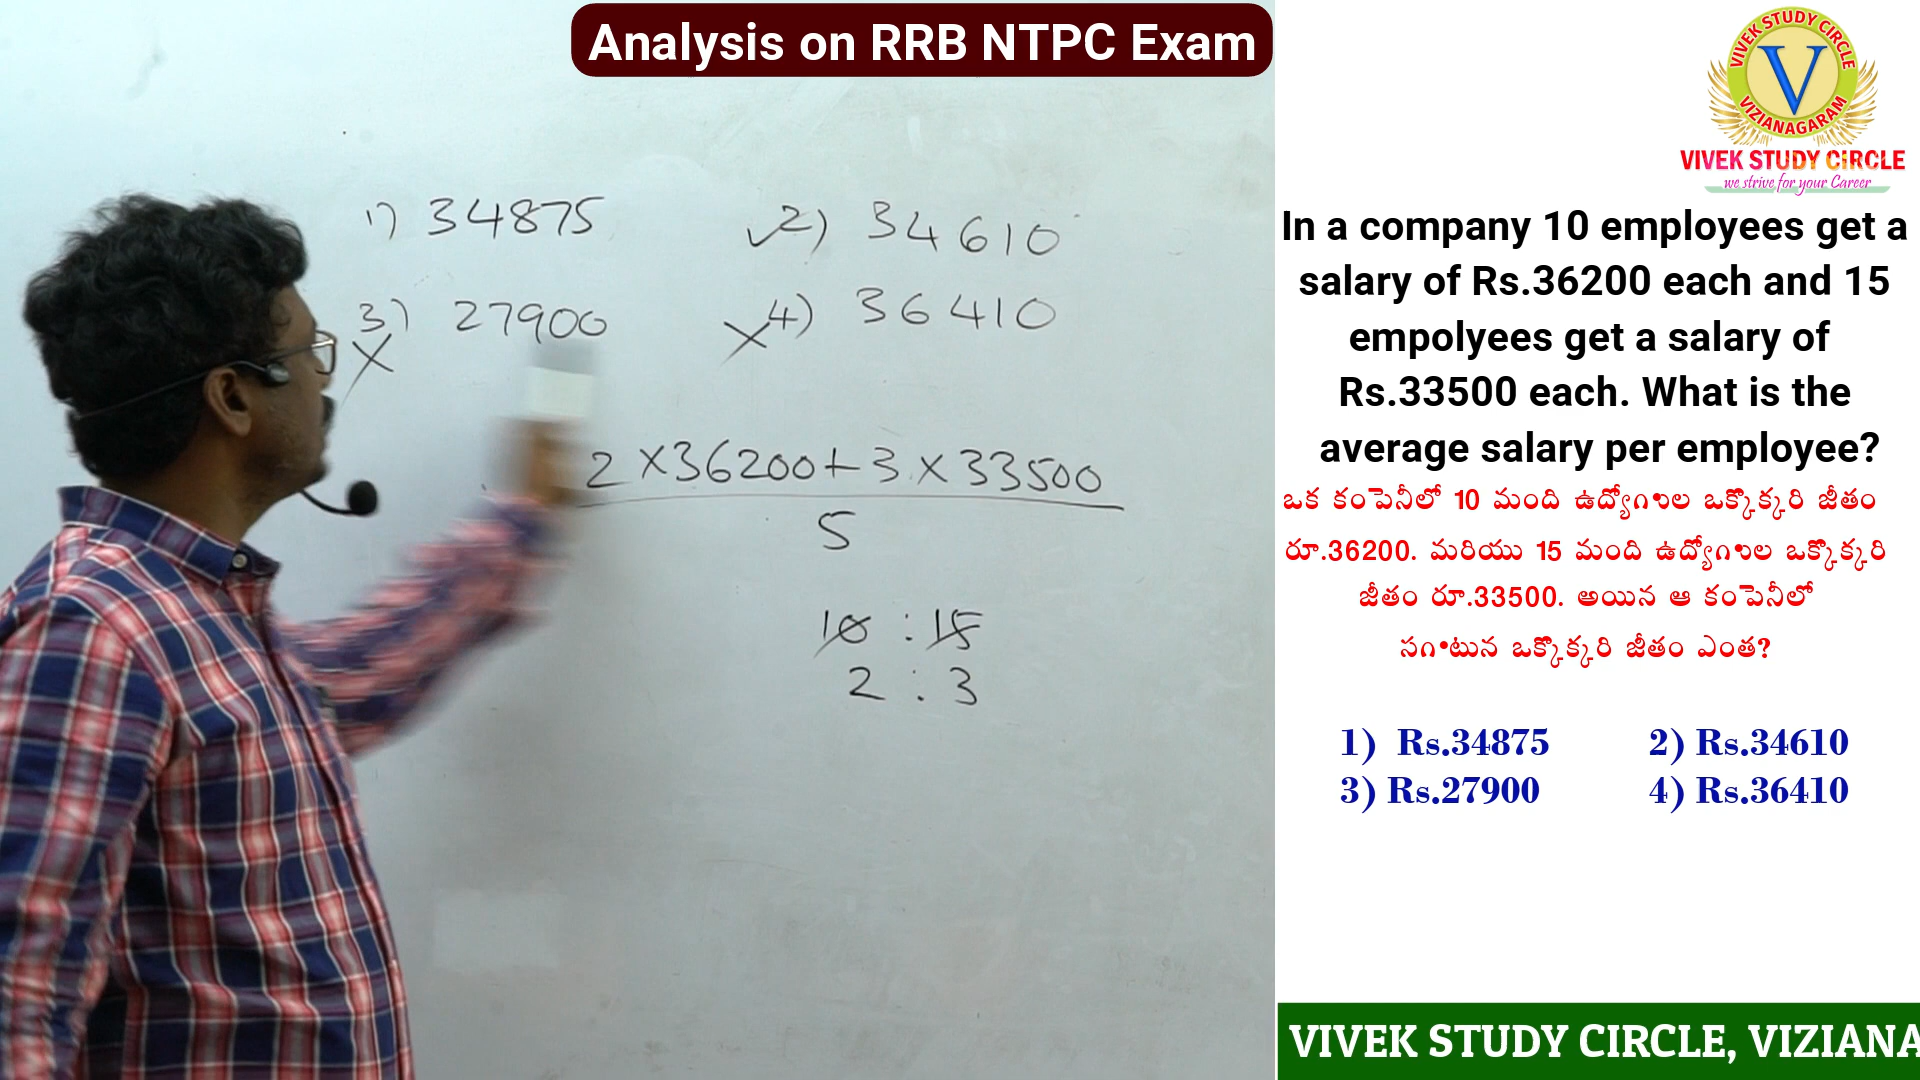 Analysis on RRB NTPC Exam
VIVEK STUDY CIRCLE
V
VIZIANAGARAM
VIVEK STUDY CIRCLE
we strive for your Career
1) 34875
2) 34610
3) 27900
4) 36410
2 x 36200 + 3 x 33500
5
10 : 15
2 : 3
In a company 10 employees get a
salary of Rs.36200 each and 15
empolyees get a salary of
Rs.33500 each. What is the
average salary per employee?
ఒక కంపెనీలో 10 మంది ఉద్యోగుల ఒక్కొక్కరి జీతం
రూ.36200. మరియు 15 మంది ఉద్యోగుల ఒక్కొక్కరి
జీతం రూ.33500. అయిన ఆ కంపెనీలో
సగటున ఒక్కొక్కరి జీతం ఎంత?
1) Rs.34875 2) Rs.34610
3) Rs.27900 4) Rs.36410
VIVEK STUDY CIRCLE, VIZIANA